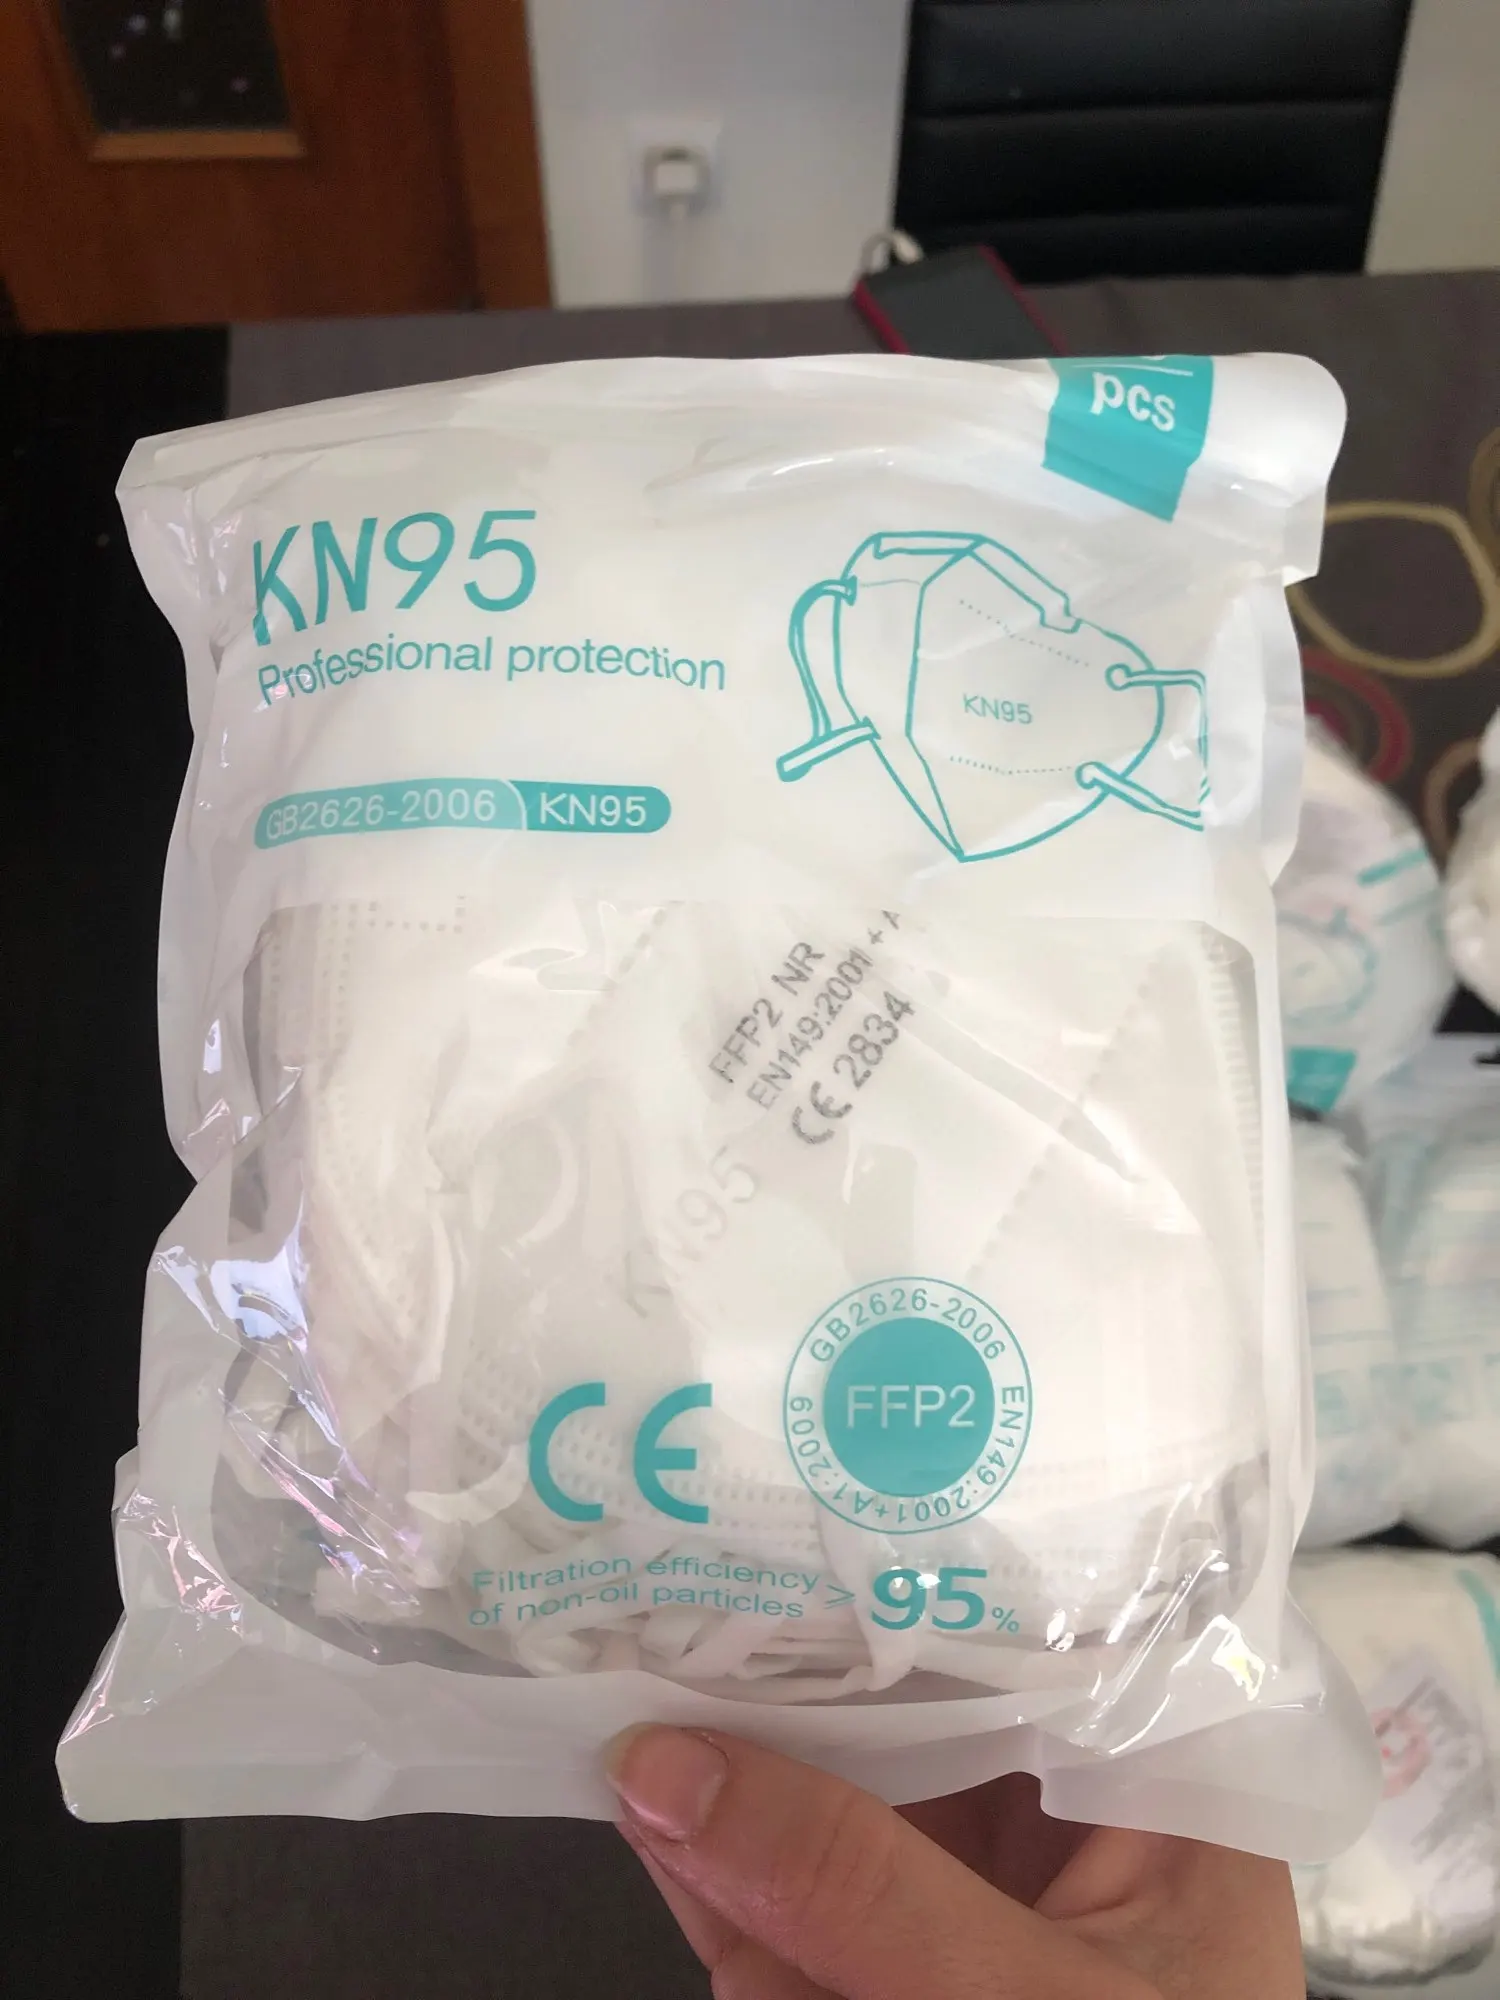 pcs
KN95
Professional protection
KN95
GB2626-2006 KN95
FFP2 NR
EN149:2001 + A
CE 2834
KN95
CE
GB2626-2006 EN149:2001+A1:2009
FFP2
Filtration efficiency
of non-oil particles ≥ 95%